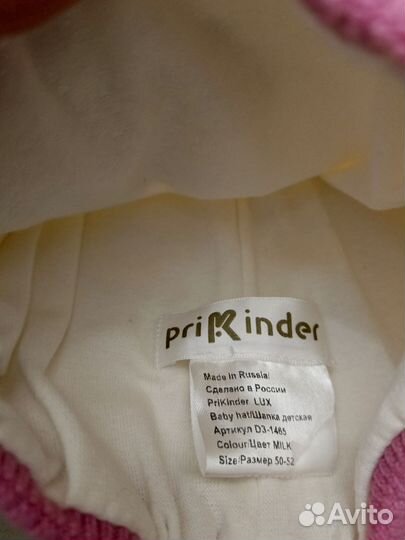 priKinder
Made in Russia
Сделано в России
PriKinder LUX
Baby hat/Шапка детская
Артикул D3-1465
Colour/Цвет MILK
Size/Размер 50-52
Avito